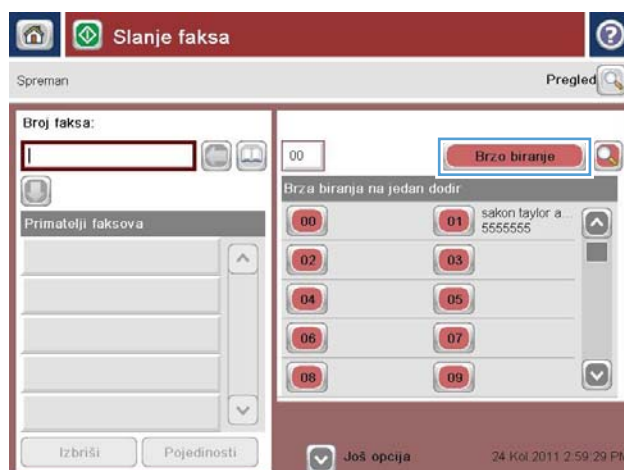 Slanje faksa
Spreman
Pregled
Broj faksa:
00
Brzo biranje
Primatelji faksova
Brza biranja na jedan dodir
00
01
sakon taylor a...
5555555
02
03
04
05
06
07
08
09
Izbriši
Pojedinosti
Još opcija
24 Kol 2011 2:59:29 PM